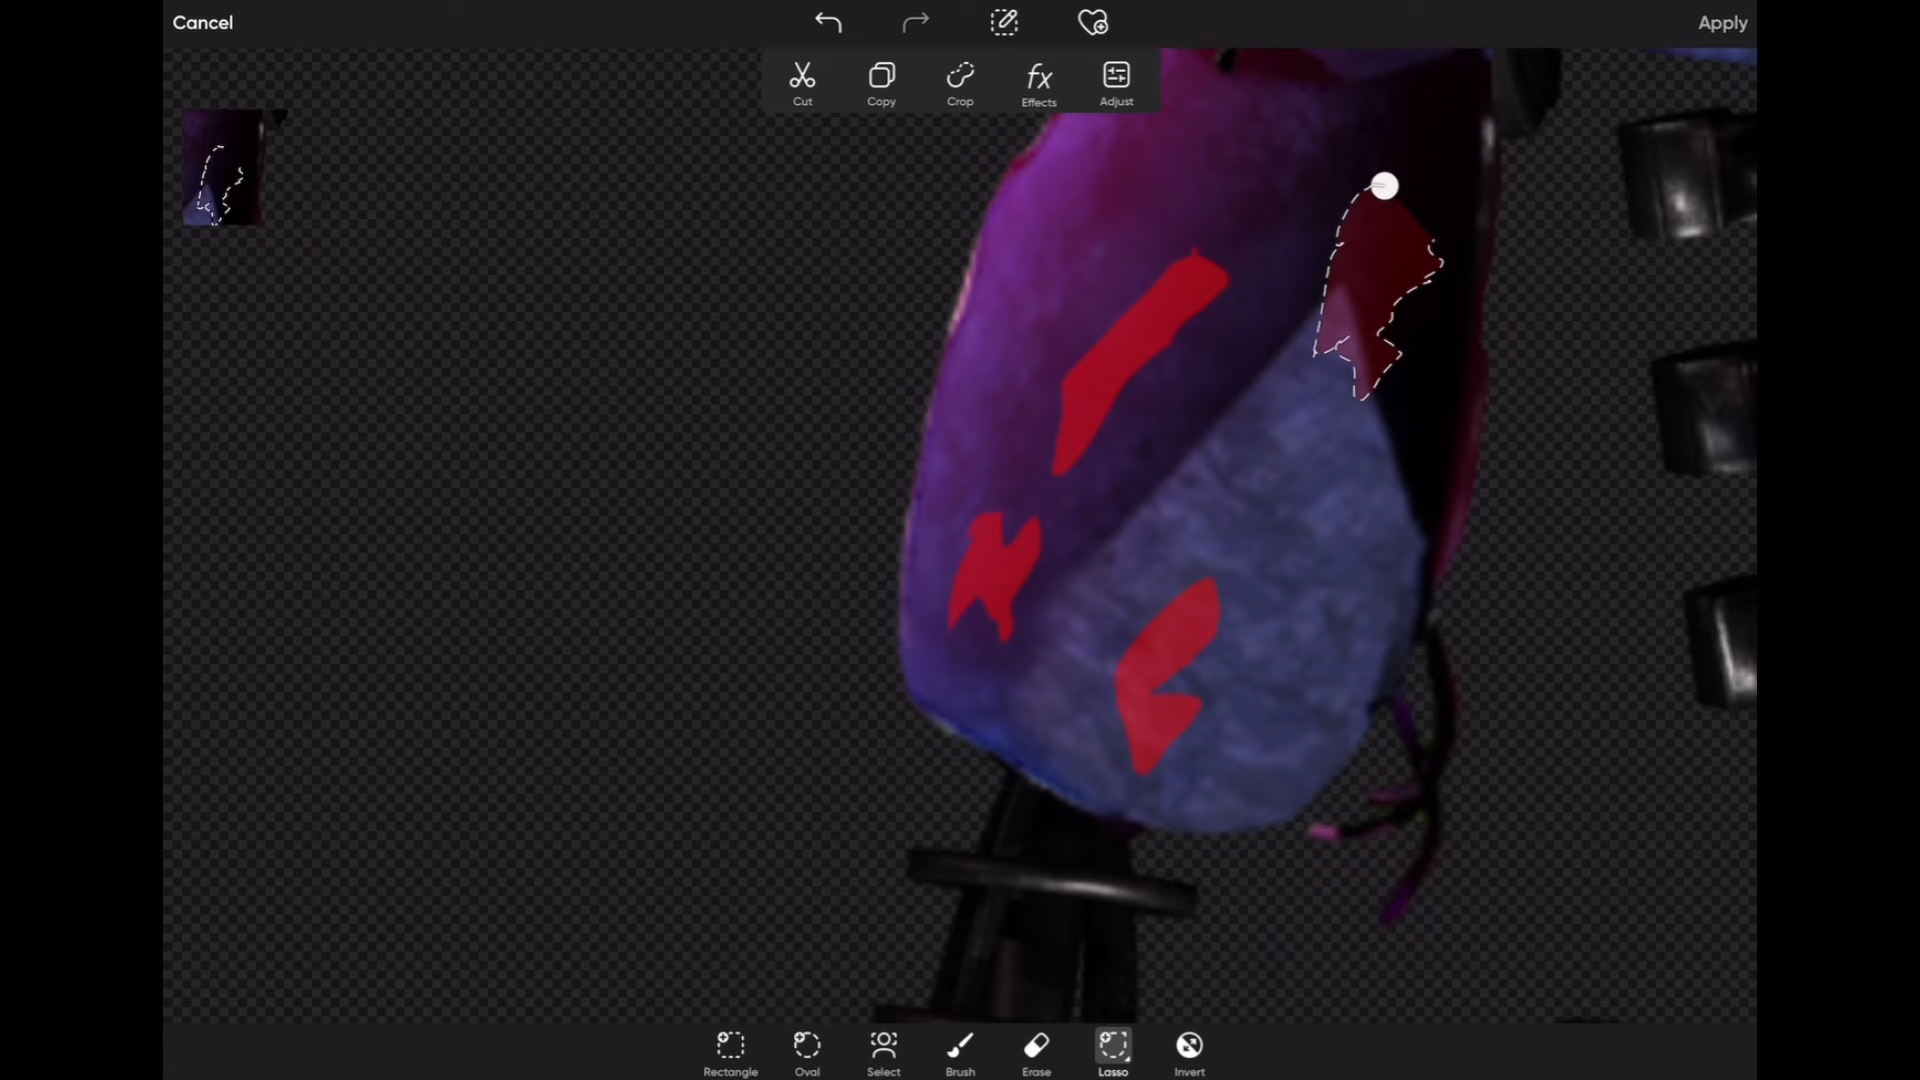 Cancel
Apply
Cut
Copy
Crop
fx
Effects
Adjust
Rectangle
Oval
Select
Brush
Erase
Lasso
Invert